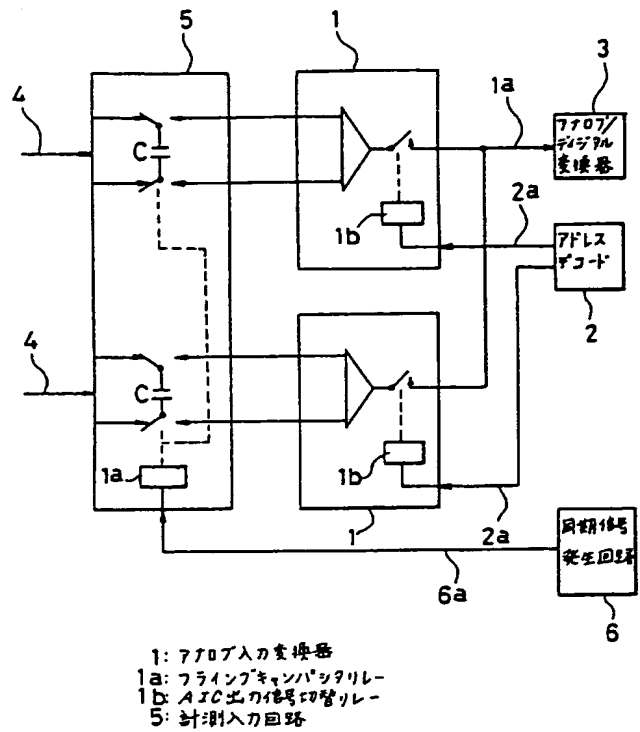 5
1
3
4
1a
アナログ/
ディジタル
変換器
C
1b
2a
アドレス
デコード
2
4
C
1b
1a
1
2a
同期信号
発生回路
6a
6
1: アナログ入力変換器
1a: フライングキャンパシタリレー
1b: AIC出力信号切替リレー
5: 計測入力回路